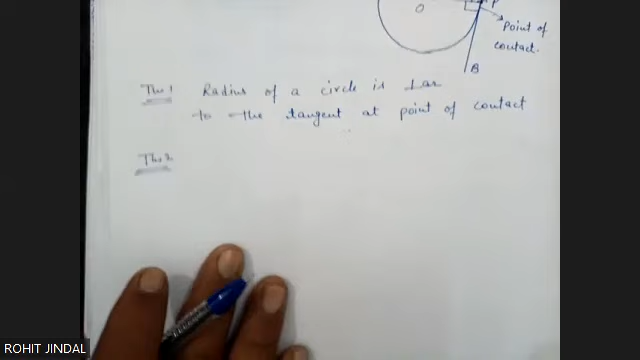 O
P
Point of
contact.
B
Th: 1 Radius of a circle is ⊥ar
to the tangent at point of contact
Th: 2
ROHIT JINDAL